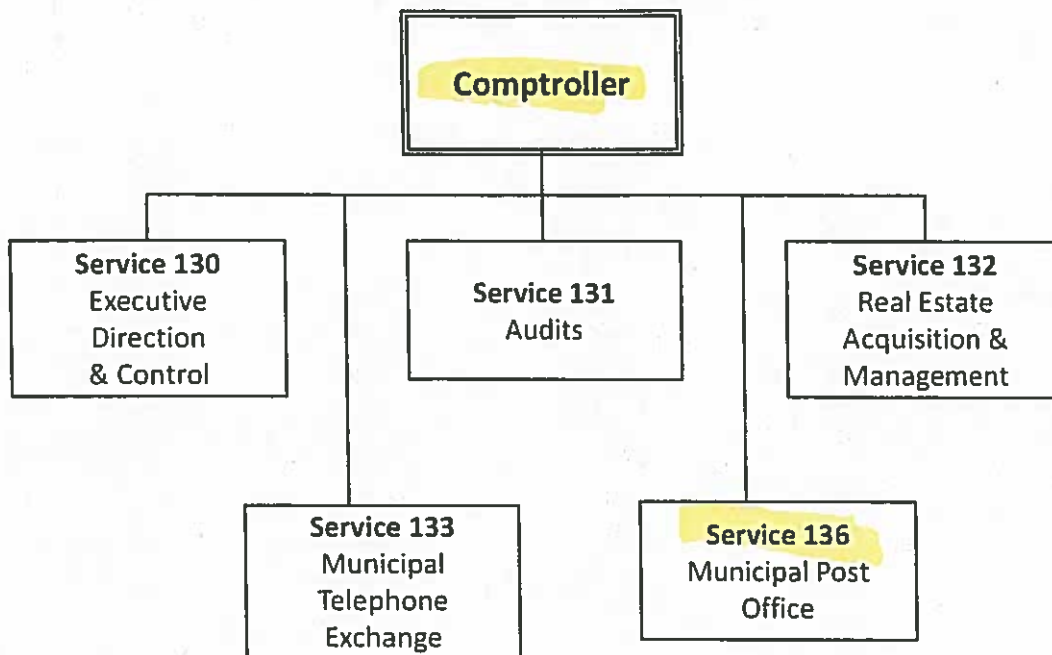 Comptroller
Service 130
Executive
Direction
& Control
Service 131
Audits
Service 132
Real Estate
Acquisition &
Management
Service 133
Municipal
Telephone
Exchange
Service 136
Municipal Post
Office